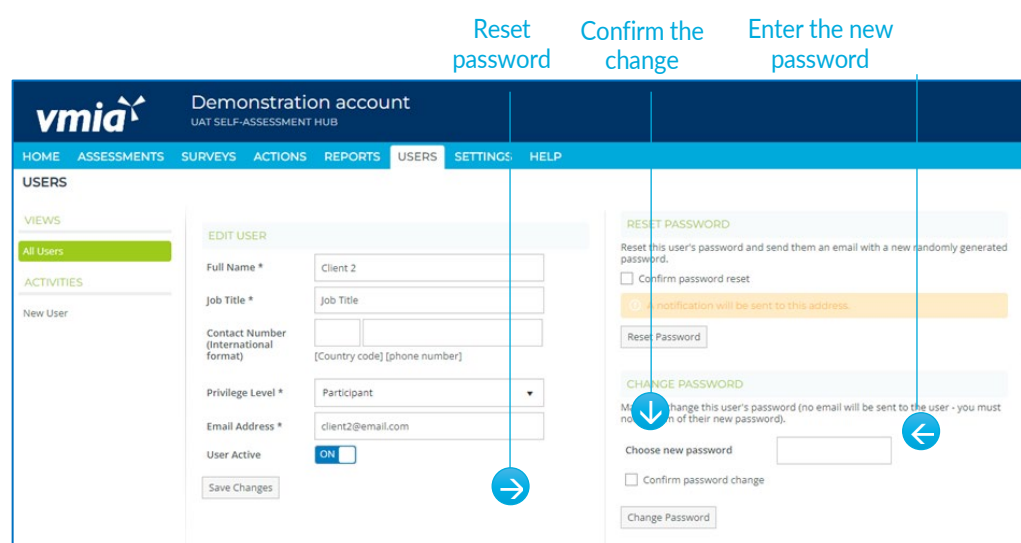 Reset
password
Confirm the
change
Enter the new
password
vmia
Demonstration account
UAT SELF-ASSESSMENT HUB
HOME ASSESSMENTS SURVEYS ACTIONS REPORTS USERS SETTINGS HELP
USERS
VIEWS
All Users
ACTIVITIES
New User
EDIT USER
Full Name * Client 2
Job Title * Job Title
Contact Number
(International
format)
[Country code] [phone number]
Privilege Level * Participant
Email Address * client2@email.com
User Active ON
Save Changes
RESET PASSWORD
Reset this user's password and send them an email with a new randomly generated
password.
Confirm password reset
A notification will be sent to this address.
Reset Password
CHANGE PASSWORD
change this user's password (no email will be sent to the user - you must
of their new password).
Choose new password
Confirm password change
Change Password